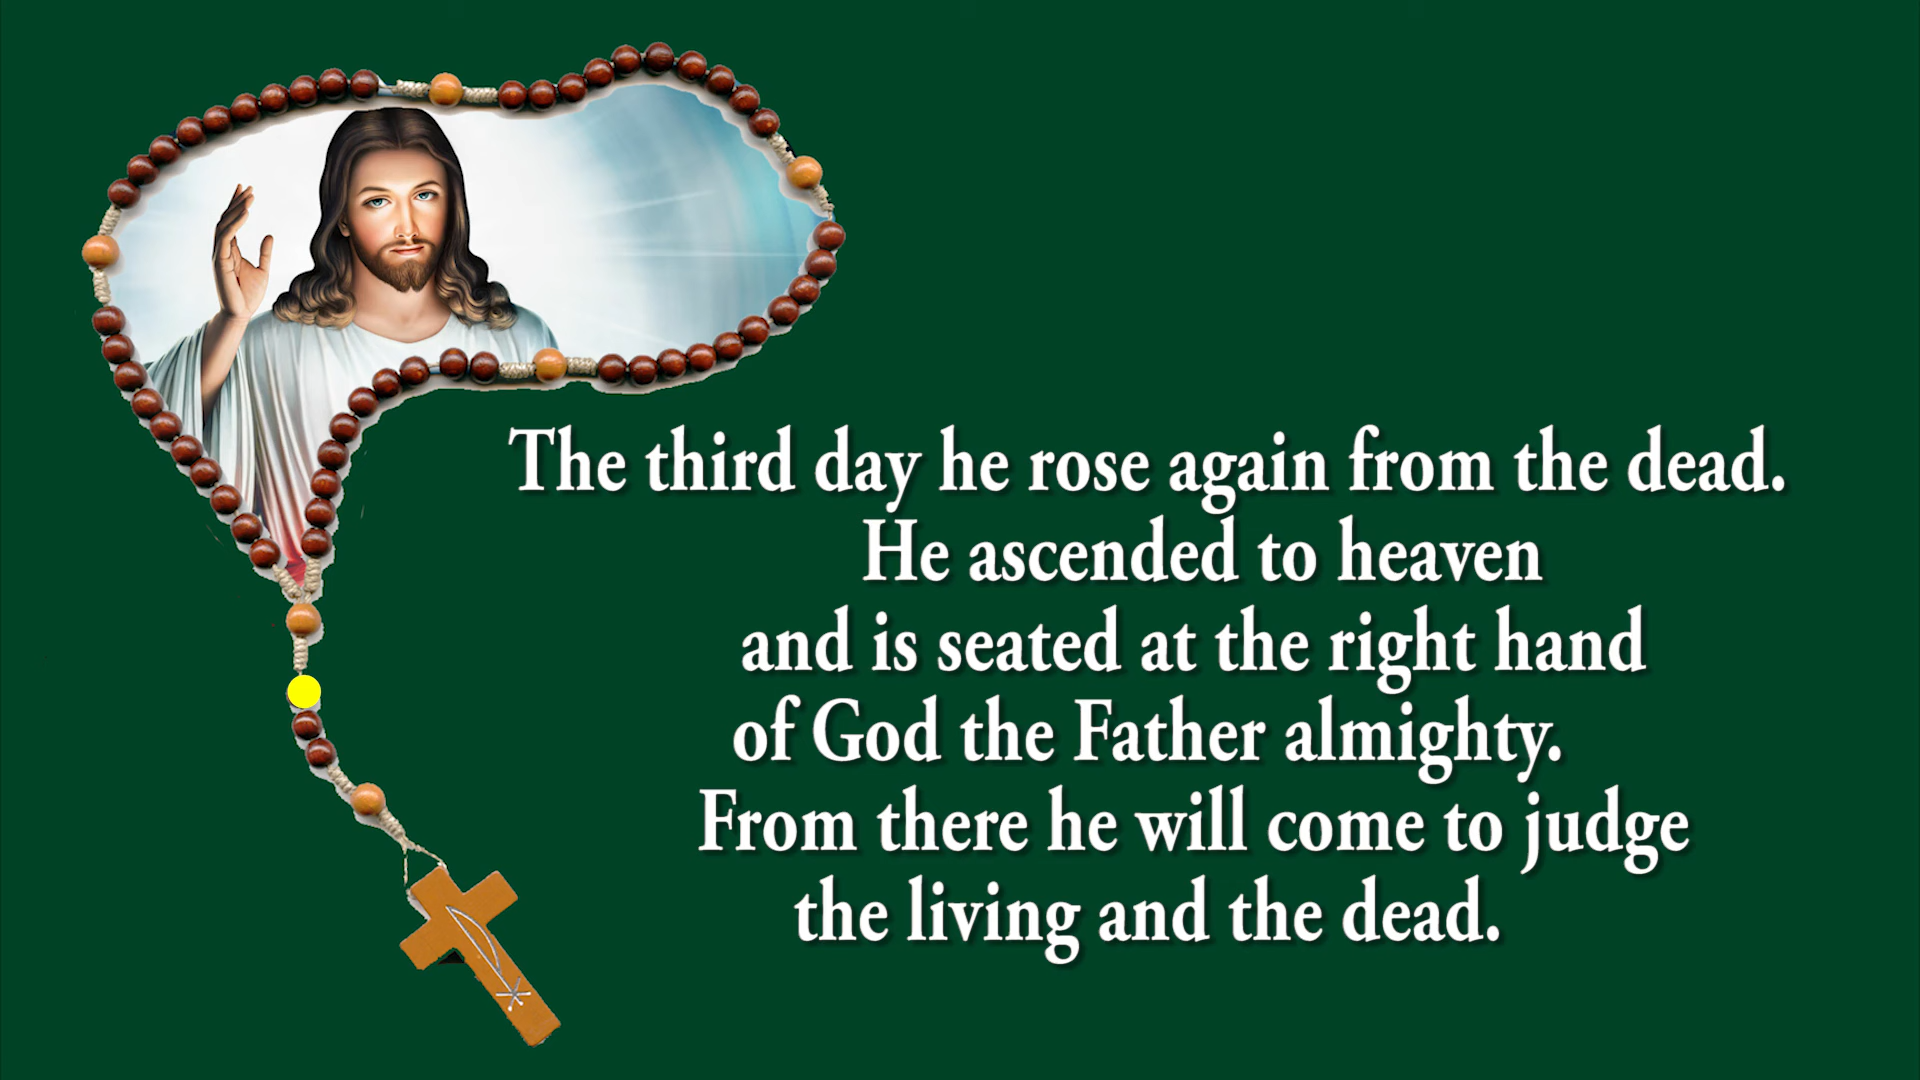 The third day he rose again from the dead.
He ascended to heaven
and is seated at the right hand
of God the Father almighty.
From there he will come to judge
the living and the dead.